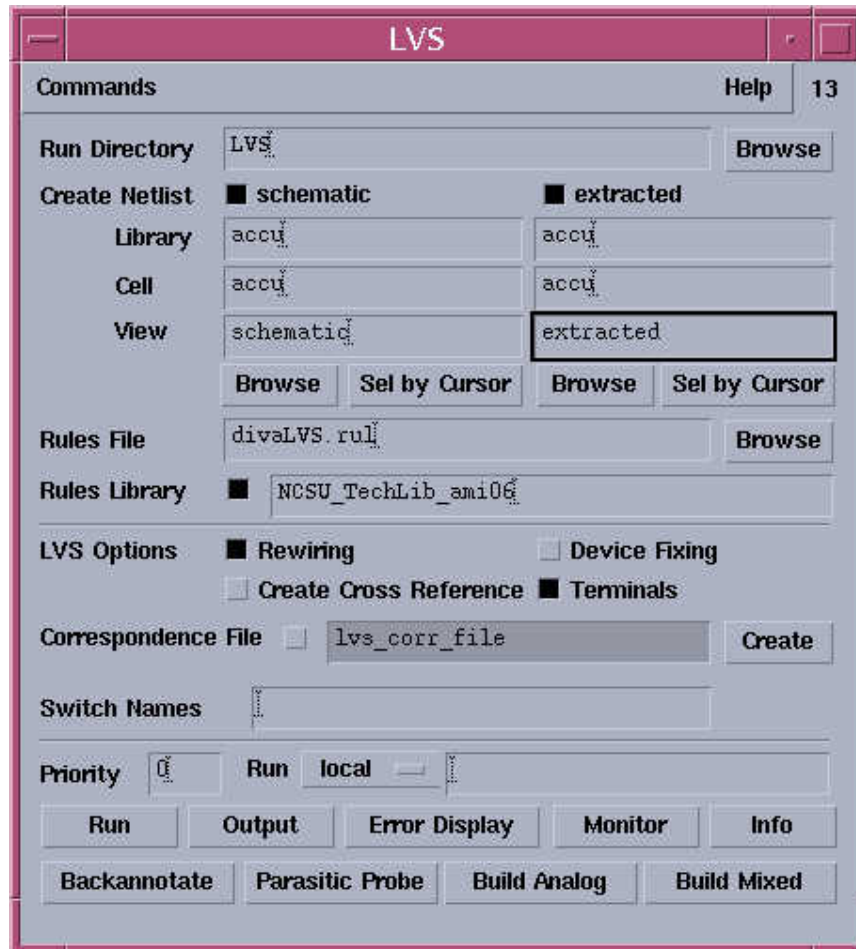 LVS
Commands Help 13
Run Directory LVS Browse
Create Netlist schematic extracted
Library accu accu
Cell accu accu
View schematic extracted
Browse Sel by Cursor Browse Sel by Cursor
Rules File divaLVS.rul Browse
Rules Library NCSU_TechLib_ami06
LVS Options Rewiring Device Fixing
Create Cross Reference Terminals
Correspondence File lvs_corr_file Create
Switch Names
Priority 0 Run local
Run Output Error Display Monitor Info
Backannotate Parasitic Probe Build Analog Build Mixed